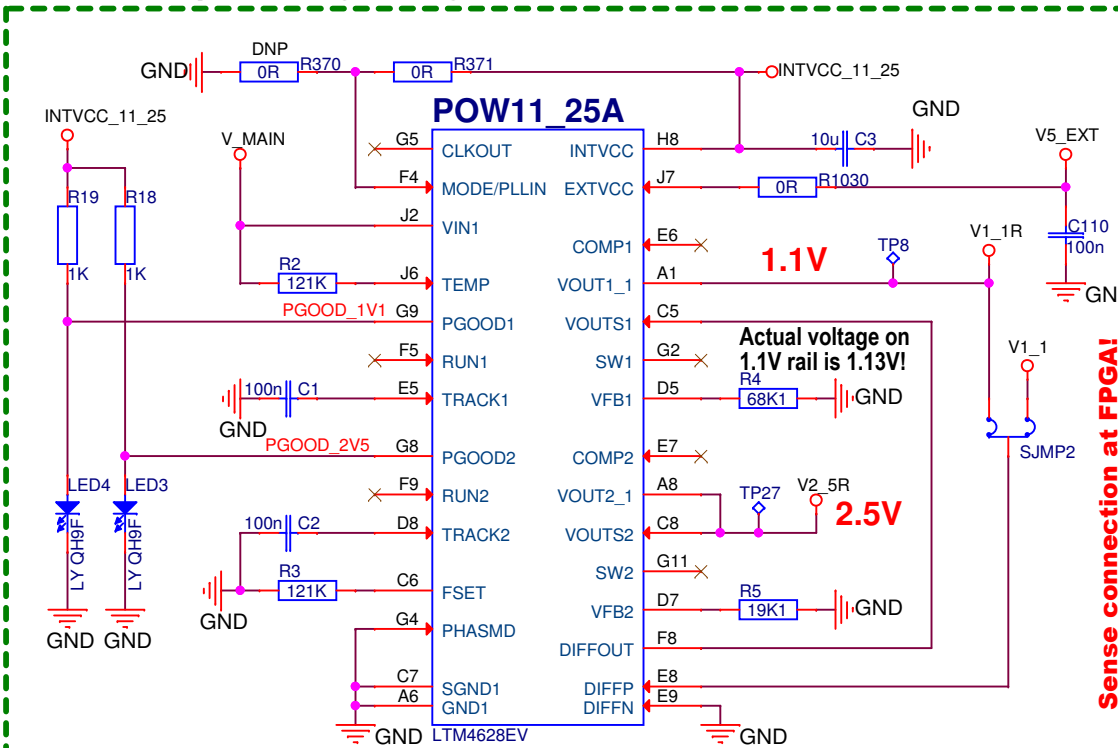 DNP
GND
0R
R370
0R
R371
INTVCC_11_25
INTVCC_11_25
POW11_25A
GND
V_MAIN
10u
C3
V5_EXT
G5
CLKOUT
INTVCC
H8
F4
MODE/PLLIN
EXTVCC
J7
0R
R1030
R19
R18
J2
VIN1
COMP1
E6
C110
100n
1K
1K
R2
121K
J6
TEMP
VOUT1_1
A1
1.1V
TP8
V1_1R
GN
PGOOD_1V1
G9
PGOOD1
VOUTS1
C5
F5
RUN1
SW1
G2
Actual voltage on
1.1V rail is 1.13V!
V1_1
100n
C1
E5
TRACK1
VFB1
D5
R4
68K1
GND
GND
PGOOD_2V5
G8
PGOOD2
COMP2
E7
SJMP2
LED4
LED3
F9
RUN2
VOUT2_1
A8
TP27
V2_5R
2.5V
LY QH9F
LY QH9F
100n
C2
D8
TRACK2
VOUTS2
C8
SW2
G11
R3
121K
C6
FSET
VFB2
D7
R5
19K1
GND
GND
G4
PHASMD
DIFFOUT
F8
GND
GND
C7
SGND1
DIFFP
E8
A6
GND1
DIFFN
E9
GND
LTM4628EV
GND
Sense connection at FPGA!